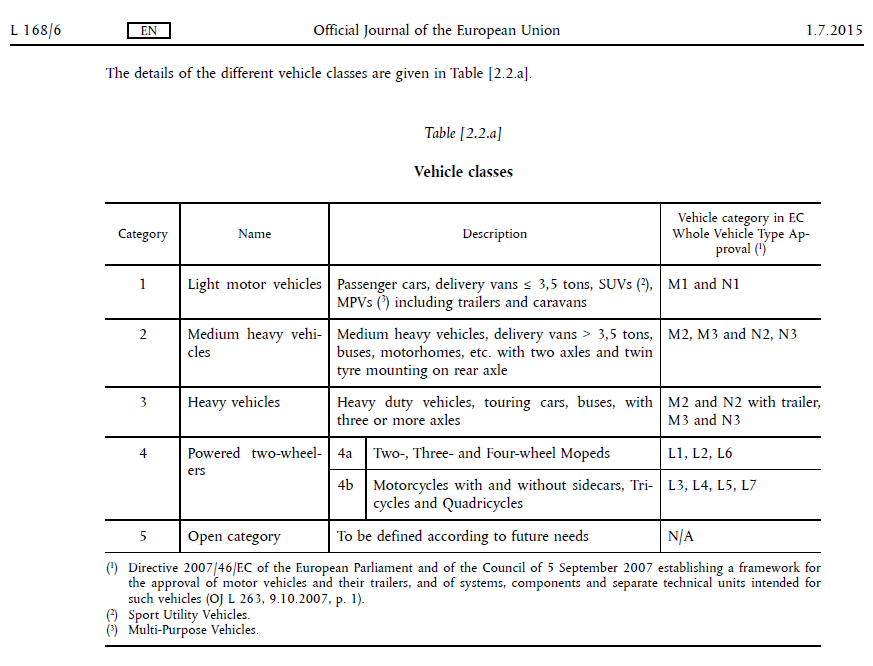 L 168/6 EN Official Journal of the European Union 1.7.2015
The details of the different vehicle classes are given in Table [2.2.a].
Table [2.2.a]
Vehicle classes
Category Name Description Vehicle category in EC
Whole Vehicle Type Ap-
proval (¹)
1 Light motor vehicles Passenger cars, delivery vans ≤ 3,5 tons, SUVs (²), M1 and N1
MPVs (³) including trailers and caravans
2 Medium heavy vehi- Medium heavy vehicles, delivery vans > 3,5 tons, M2, M3 and N2, N3
cles buses, motorhomes, etc. with two axles and twin
tyre mounting on rear axle
3 Heavy vehicles Heavy duty vehicles, touring cars, buses, with M2 and N2 with trailer,
three or more axles M3 and N3
4 Powered two-wheel- 4a Two-, Three- and Four-wheel Mopeds L1, L2, L6
ers
4b Motorcycles with and without sidecars, Tri- L3, L4, L5, L7
cycles and Quadricycles
5 Open category To be defined according to future needs N/A
(¹) Directive 2007/46/EC of the European Parliament and of the Council of 5 September 2007 establishing a framework for
the approval of motor vehicles and their trailers, and of systems, components and separate technical units intended for
such vehicles (OJ L 263, 9.10.2007, p. 1).
(²) Sport Utility Vehicles.
(³) Multi-Purpose Vehicles.